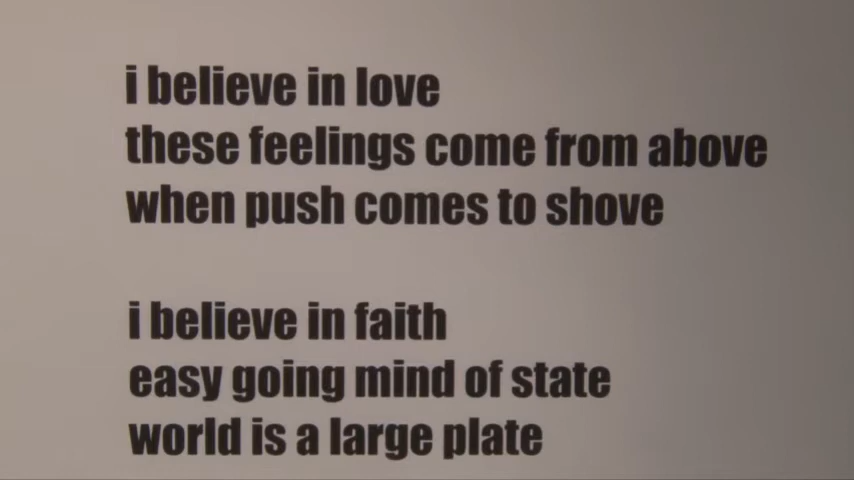 i believe in love
these feelings come from above
when push comes to shove
i believe in faith
easy going mind of state
world is a large plate